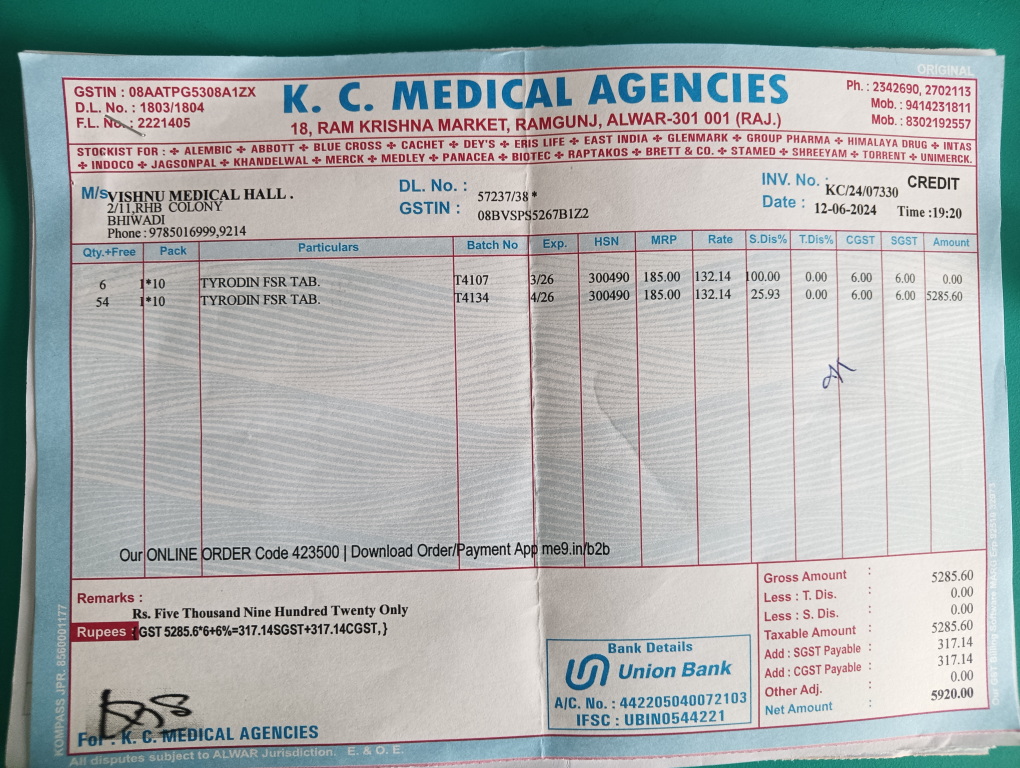 ORIGINAL
GSTIN : 08AATPG5308A1ZX
D.L. No. : 1803/1804
F.L. No. : 2221405
K. C. MEDICAL AGENCIES
18, RAM KRISHNA MARKET, RAMGUNJ, ALWAR-301 001 (RAJ.)
Ph. : 2342690, 2702113
Mob. : 9414231811
Mob. : 8302192557
STOCKIST FOR : ✣ ALEMBIC ✣ ABBOTT ✣ BLUE CROSS ✣ CACHET ✣ DEY'S ✣ ERIS LIFE ✣ EAST INDIA ✣ GLENMARK ✣ GROUP PHARMA ✣ HIMALAYA DRUG ✣ INTAS
✣ INDOCO ✣ JAGSONPAL ✣ KHANDELWAL ✣ MERCK ✣ MEDLEY ✣ PANACEA ✣ BIOTEC ✣ RAPTAKOS ✣ BRETT & CO. ✣ STAMED ✣ SHREEYAM ✣ TORRENT ✣ UNIMERCK.
M/s VISHNU MEDICAL HALL .
2/11,RHB COLONY
BHIWADI
Phone : 9785016999,9214
DL. No. : 57237/38 *
GSTIN : 08BVSPS5267B1Z2
INV. No. : KC/24/07330 CREDIT
Date : 12-06-2024 Time :19:20
Qty.+Free Pack Particulars Batch No Exp. HSN MRP Rate S.Dis% T.Dis% CGST SGST Amount
6 1*10 TYRODIN FSR TAB. T4107 3/26 300490 185.00 132.14 100.00 0.00 6.00 6.00 0.00
54 1*10 TYRODIN FSR TAB. T4134 4/26 300490 185.00 132.14 25.93 0.00 6.00 6.00 5285.60
Our ONLINE ORDER Code 423500 | Download Order/Payment App me9.in/b2b
Remarks :
Rs. Five Thousand Nine Hundred Twenty Only
Rupees : {GST 5285.6*6+6%=317.14SGST+317.14CGST,}
Bank Details
Union Bank
A/C. No. : 442205040072103
IFSC : UBIN0544221
Gross Amount : 5285.60
Less : T. Dis. : 0.00
Less : S. Dis. : 0.00
Taxable Amount : 5285.60
Add : SGST Payable : 317.14
Add : CGST Payable : 317.14
Other Adj. : 0.00
Net Amount : 5920.00
For : K. C. MEDICAL AGENCIES
All disputes subject to ALWAR Jurisdiction. E. & O. E.
KOMPASS JPR. 8560001177